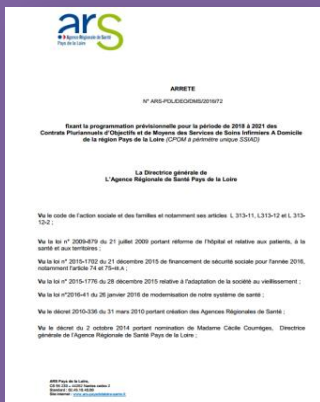 ars
Agence Régionale de Santé
Pays de la Loire
ARRETE
N° ARS-PDL/DEO/DMS/2016/72
fixant la programmation prévisionnelle pour la période de 2018 à 2021 des
Contrats Pluriannuels d'Objectifs et de Moyens des Services de Soins Infirmiers A Domicile
de la région Pays de la Loire (CPOM à périmètre unique SSIAD)
La Directrice générale de
L'Agence Régionale de Santé Pays de la Loire
Vu le code de l'action sociale et des familles et notamment ses articles L 313-11, L313-12 et L 313-
12-2 ;
Vu la loi n° 2009-879 du 21 juillet 2009 portant réforme de l'hôpital et relative aux patients, à la
santé et aux territoires ;
Vu la loi n° 2015-1702 du 21 décembre 2015 de financement de sécurité sociale pour l'année 2016,
notamment l'article 74 et 75-III.A ;
Vu la loi n° 2015-1776 du 28 décembre 2015 relative à l'adaptation de la société au vieillissement ;
Vu la loi n°2016-41 du 26 janvier 2016 de modernisation de notre système de santé ;
Vu le décret 2010-336 du 31 mars 2010 portant création des Agences Régionales de Santé ;
Vu le décret du 2 octobre 2014 portant nomination de Madame Cécile Courrèges, Directrice
générale de l'Agence Régionale de Santé Pays de la Loire ;
ARS Pays de la Loire